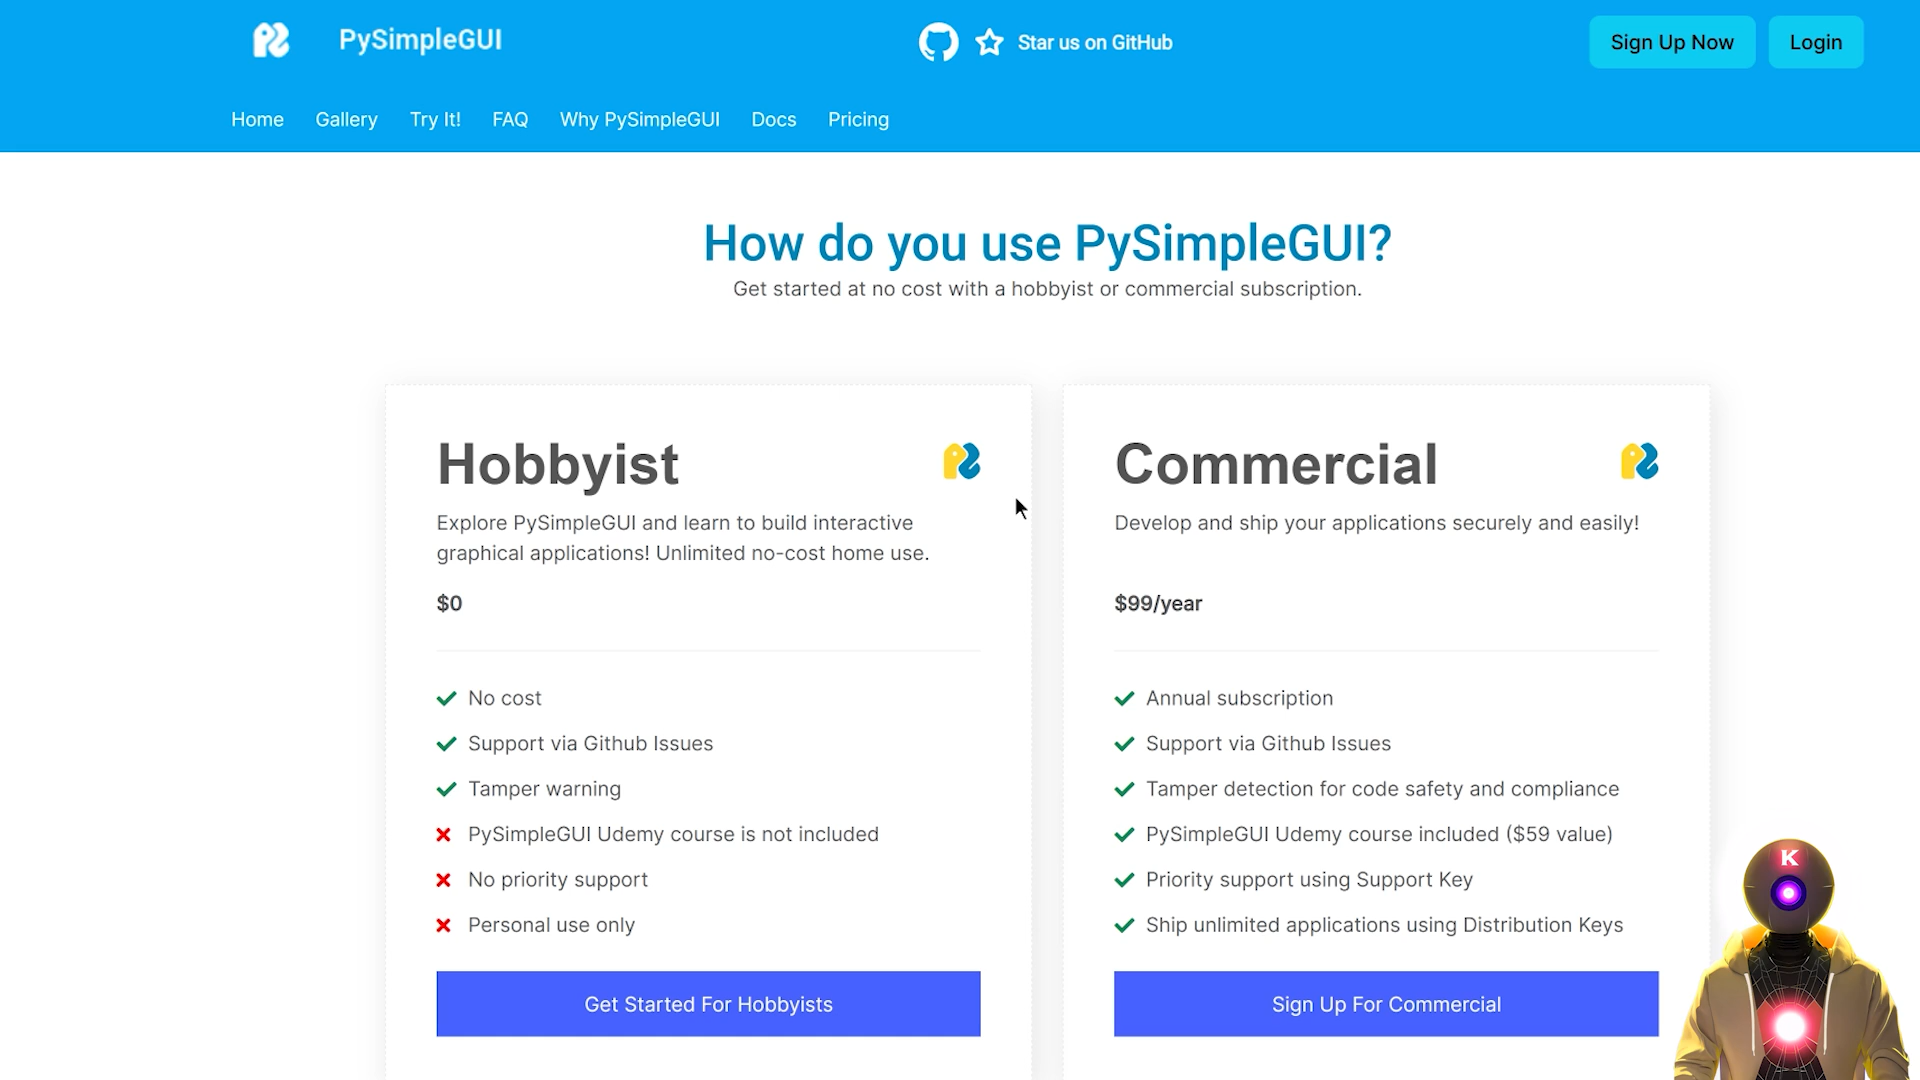 PySimpleGUI
Star us on GitHub
Sign Up Now
Login
Home
Gallery
Try It!
FAQ
Why PySimpleGUI
Docs
Pricing
How do you use PySimpleGUI?
Get started at no cost with a hobbyist or commercial subscription.
Hobbyist
Explore PySimpleGUI and learn to build interactive
graphical applications! Unlimited no-cost home use.
$0
No cost
Support via Github Issues
Tamper warning
PySimpleGUI Udemy course is not included
No priority support
Personal use only
Get Started For Hobbyists
Commercial
Develop and ship your applications securely and easily!
$99/year
Annual subscription
Support via Github Issues
Tamper detection for code safety and compliance
PySimpleGUI Udemy course included ($59 value)
Priority support using Support Key
Ship unlimited applications using Distribution Keys
Sign Up For Commercial
K